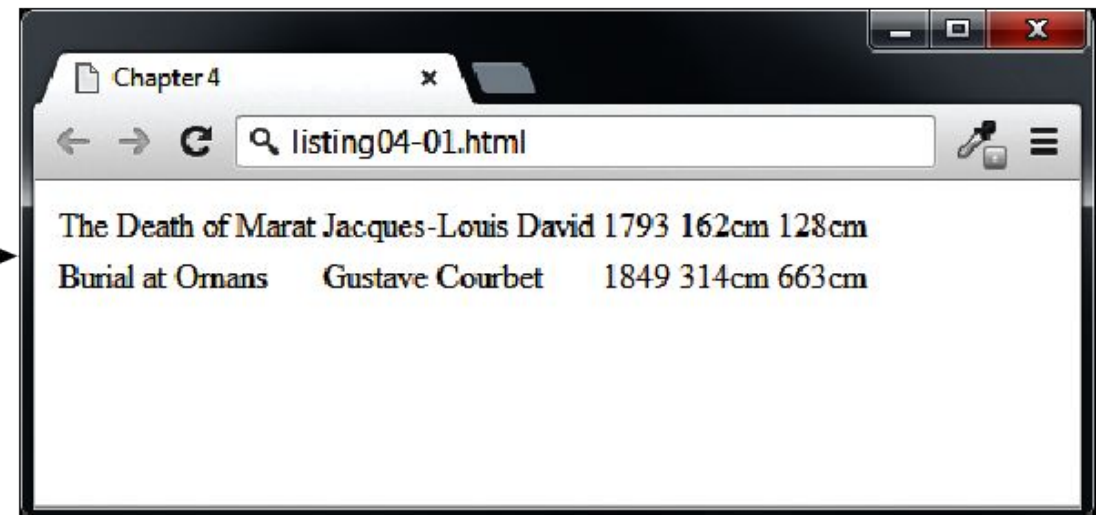 Chapter 4
listing04-01.html
The Death of Marat Jacques-Louis David 1793 162cm 128cm
Burial at Ornans Gustave Courbet 1849 314cm 663cm